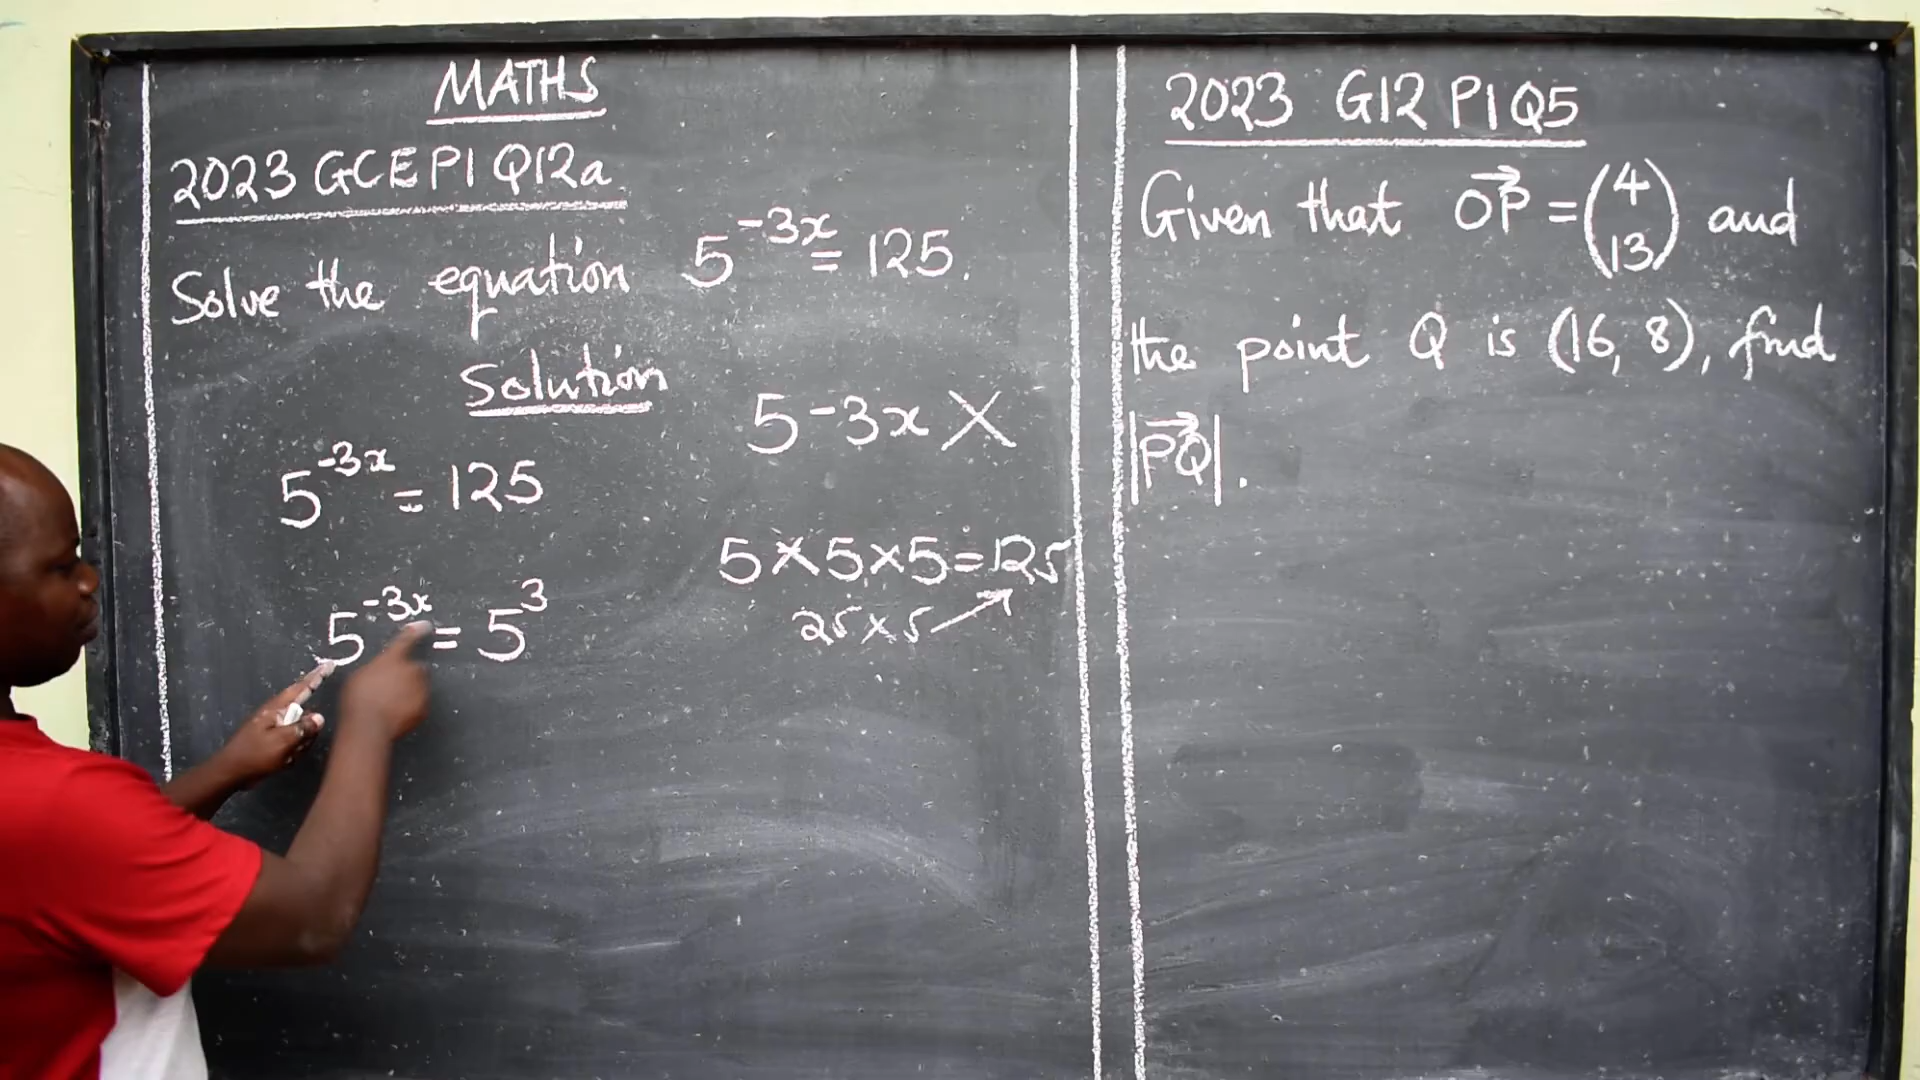 MATHS
2023 GCE P1 Q12a
Solve the equation 5⁻³ˣ = 125.
Solution
5⁻³ˣ = 125
5⁻³ˣ = 5³
5-3x X
5×5×5=125
25×5
2023 G12 P1 Q5
Given that OP⃗ = (4 13) and
the point Q is (16, 8), find
|PQ⃗|.